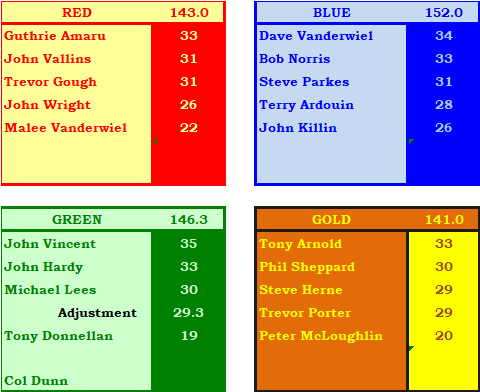 RED 143.0
Guthrie Amaru 33
John Vallins 31
Trevor Gough 31
John Wright 26
Malee Vanderwiel 22
BLUE 152.0
Dave Vanderwiel 34
Bob Norris 33
Steve Parkes 31
Terry Ardouin 28
John Killin 26
GREEN 146.3
John Vincent 35
John Hardy 33
Michael Lees 30
Adjustment 29.3
Tony Donnellan 19
Col Dunn
GOLD 141.0
Tony Arnold 33
Phil Sheppard 30
Steve Herne 29
Trevor Porter 29
Peter McLoughlin 20